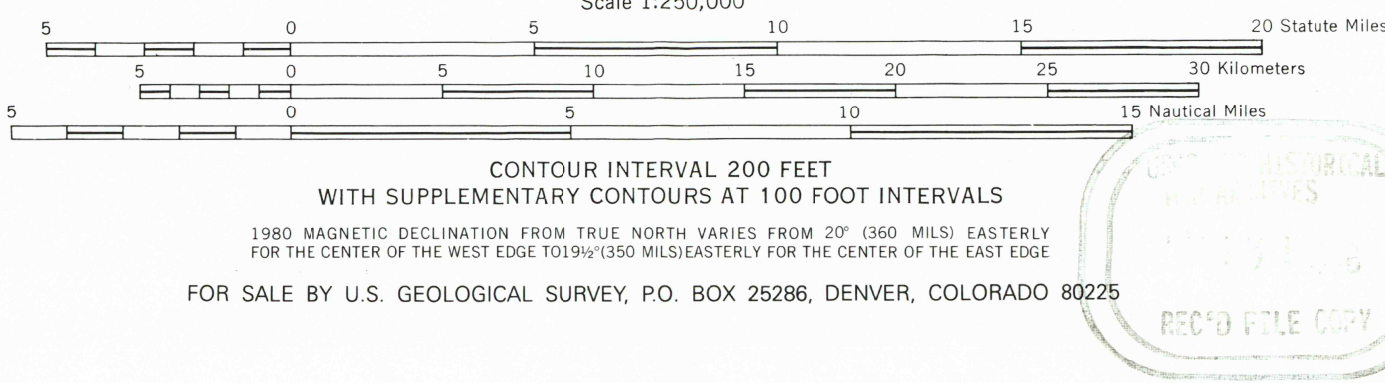 Scale 1:250,000
5 0 5 10 15 20 Statute Miles
5 0 5 10 15 20 25 30 Kilometers
5 0 5 10 15 Nautical Miles
CONTOUR INTERVAL 200 FEET
WITH SUPPLEMENTARY CONTOURS AT 100 FOOT INTERVALS
1980 MAGNETIC DECLINATION FROM TRUE NORTH VARIES FROM 20° (360 MILS) EASTERLY
FOR THE CENTER OF THE WEST EDGE TO19½°(350 MILS)EASTERLY FOR THE CENTER OF THE EAST EDGE
FOR SALE BY U.S. GEOLOGICAL SURVEY, P.O. BOX 25286, DENVER, COLORADO 80225
HISTORICAL
REC'D FILE COPY